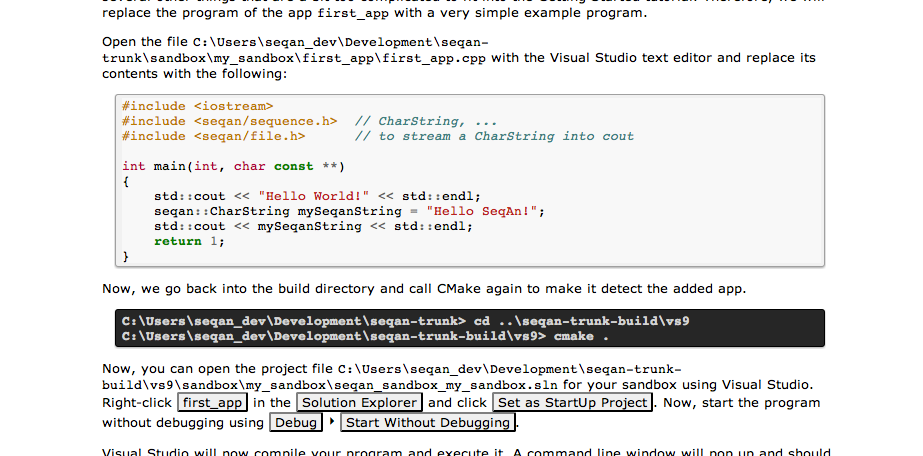 replace the program of the app first_app with a very simple example program.
Open the file C:\Users\seqan_dev\Development\seqan-
trunk\sandbox\my_sandbox\first_app\first_app.cpp with the Visual Studio text editor and replace its
contents with the following:
#include <iostream>
#include <seqan/sequence.h>  // CharString, ...
#include <seqan/file.h>      // to stream a CharString into cout
int main(int, char const **)
{
    std::cout << "Hello World!" << std::endl;
    seqan::CharString mySeqanString = "Hello SeqAn!";
    std::cout << mySeqanString << std::endl;
    return 1;
}
Now, we go back into the build directory and call CMake again to make it detect the added app.
C:\Users\seqan_dev\Development\seqan-trunk> cd ..\seqan-trunk-build\vs9
C:\Users\seqan_dev\Development\seqan-trunk-build\vs9> cmake .
Now, you can open the project file C:\Users\seqan_dev\Development\seqan-trunk-
build\vs9\sandbox\my_sandbox\seqan_sandbox_my_sandbox.sln for your sandbox using Visual Studio.
Right-click first_app in the Solution Explorer and click Set as StartUp Project. Now, start the program
without debugging using Debug ‣ Start Without Debugging.
Visual Studio will now compile your program and execute it. A command line window will pop up and should